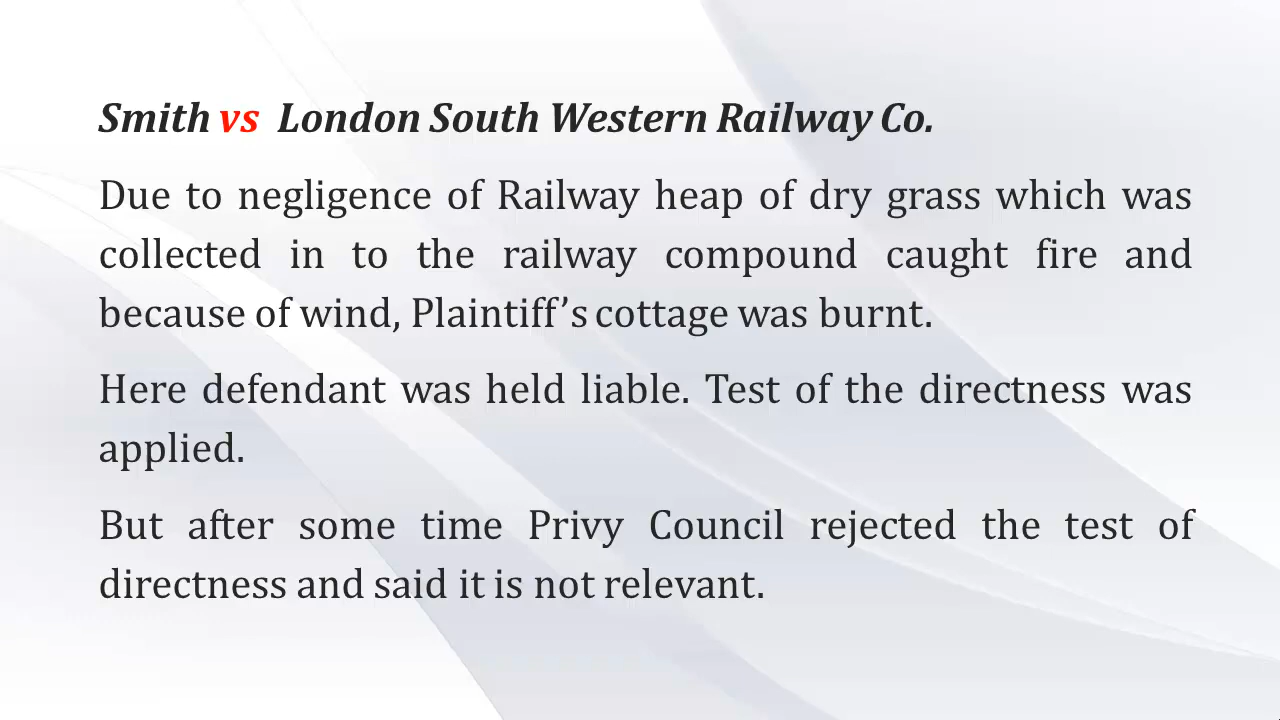 Smith vs London South Western Railway Co.
Due to negligence of Railway heap of dry grass which was
collected in to the railway compound caught fire and
because of wind, Plaintiff’s cottage was burnt.
Here defendant was held liable. Test of the directness was
applied.
But after some time Privy Council rejected the test of
directness and said it is not relevant.